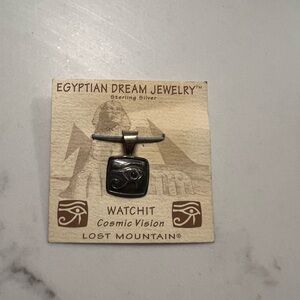 EGYPTIAN DREAM JEWELRY™
Sterling Silver
WATCHIT
Cosmic Vision
LOST MOUNTAIN®